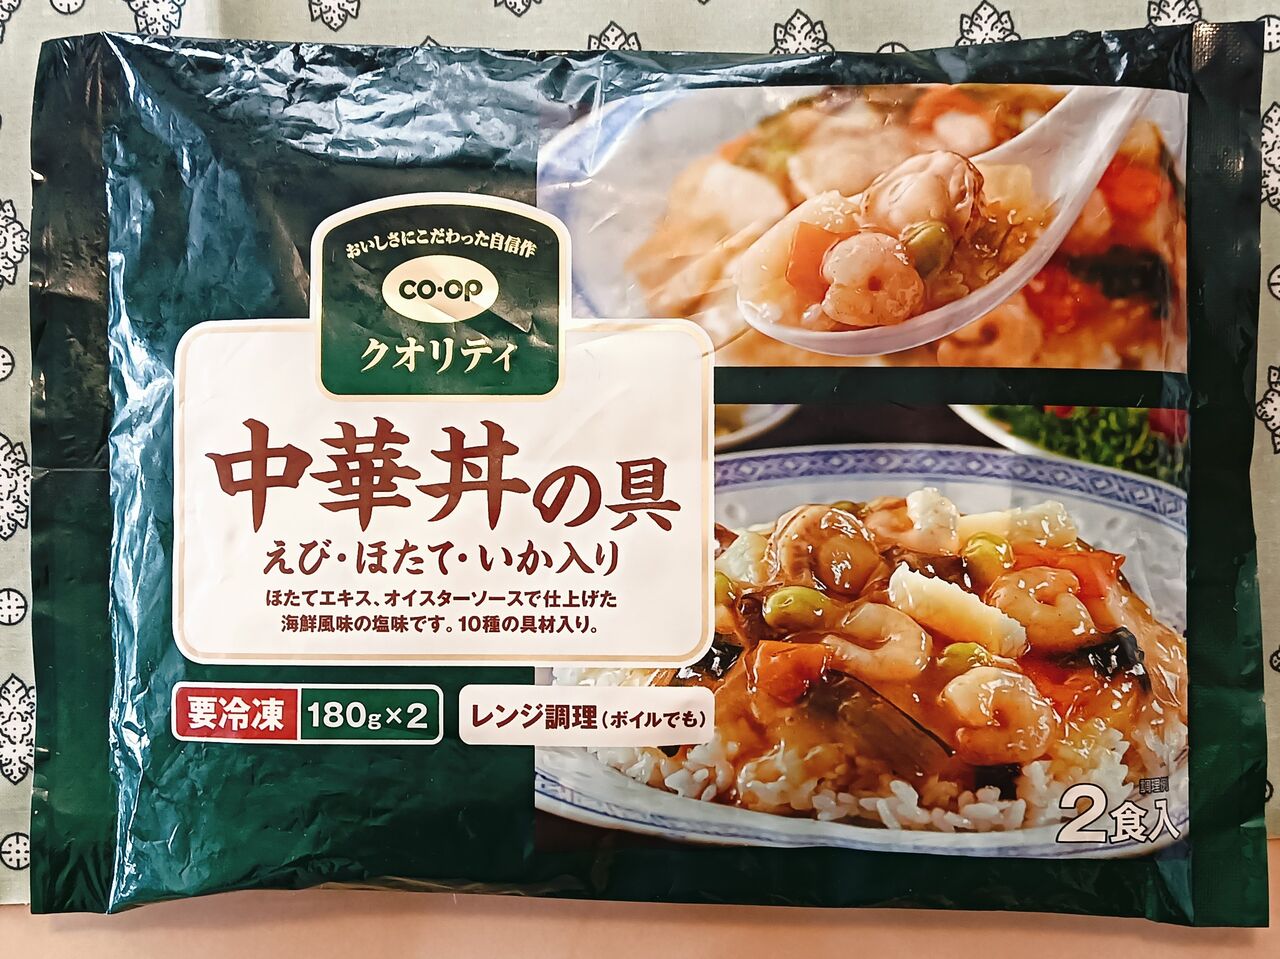 おいしさにこだわった自信作
CO・OP
クオリティ
中華丼の具
えび・ほたて・いか入り
ほたてエキス、オイスターソースで仕上げた
海鮮風味の塩味です。10種の具材入り。
要冷凍 180g×2 レンジ調理(ボイルでも)
調理例
2食入